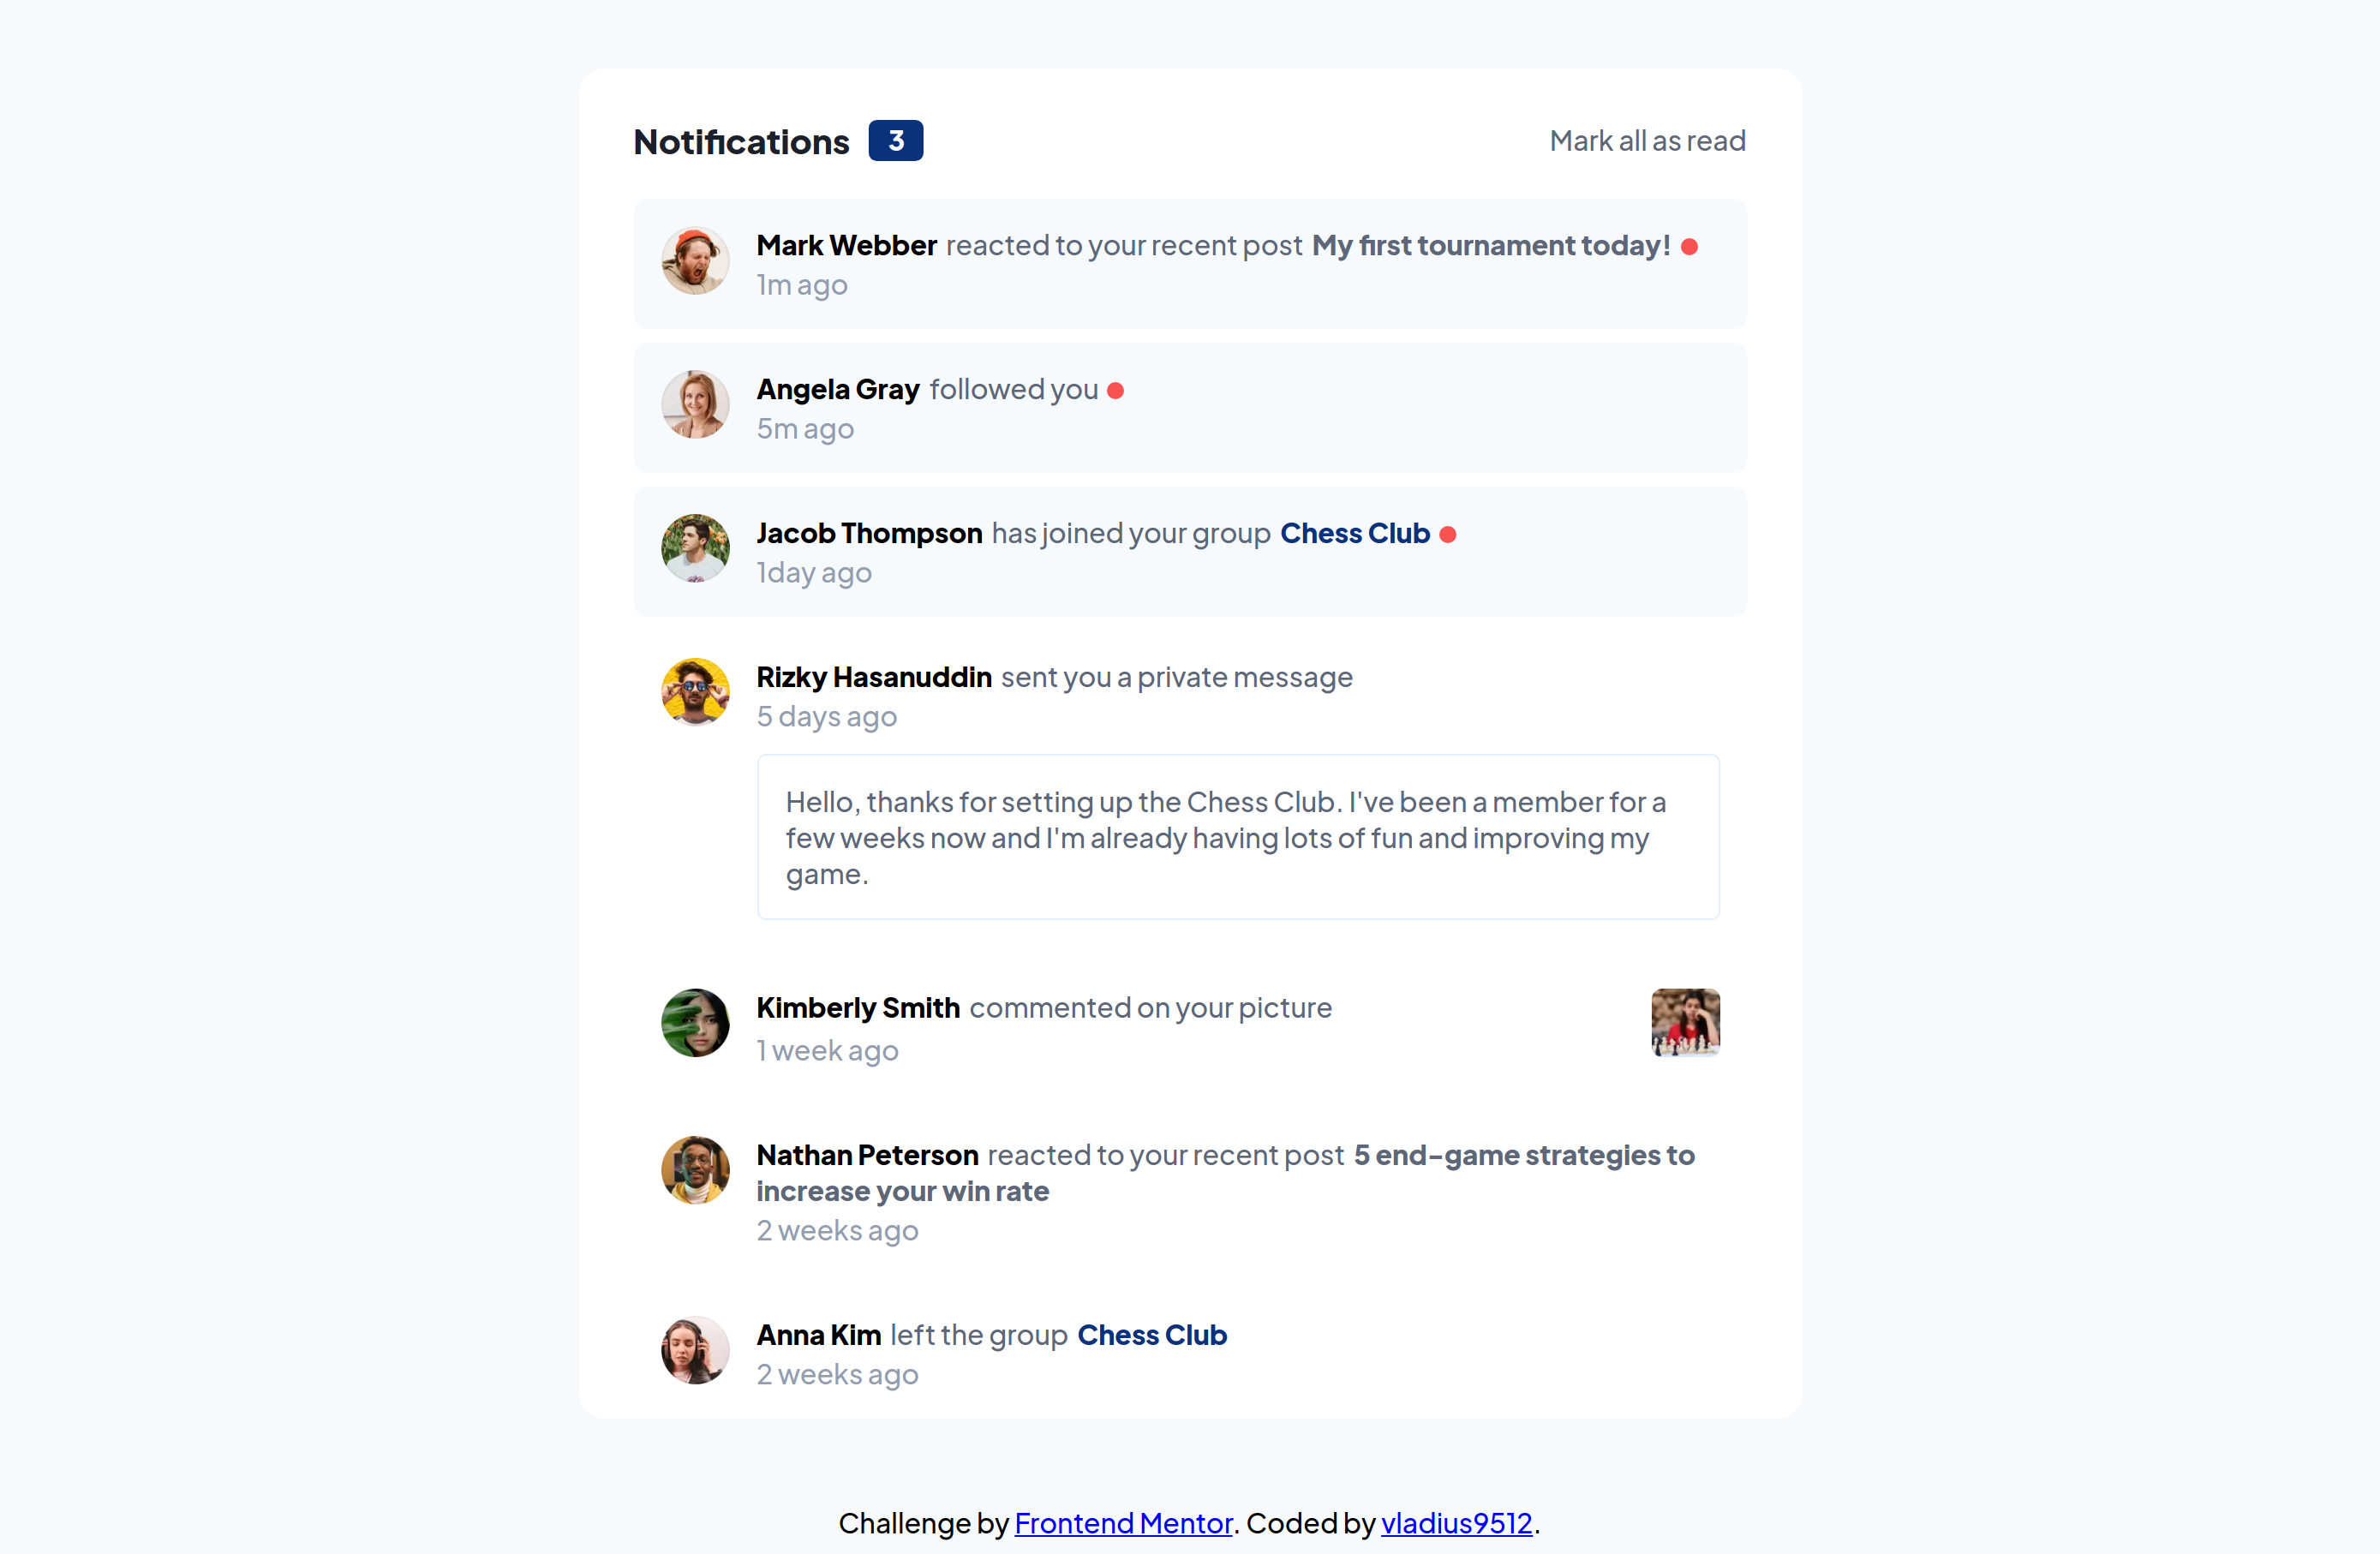 Notifications 3 Mark all as read
Mark Webber reacted to your recent post My first tournament today!
1m ago
Angela Gray followed you
5m ago
Jacob Thompson has joined your group Chess Club
1day ago
Rizky Hasanuddin sent you a private message
5 days ago
Hello, thanks for setting up the Chess Club. I've been a member for a
few weeks now and I'm already having lots of fun and improving my
game.
Kimberly Smith commented on your picture
1 week ago
Nathan Peterson reacted to your recent post 5 end-game strategies to
increase your win rate
2 weeks ago
Anna Kim left the group Chess Club
2 weeks ago
Challenge by Frontend Mentor. Coded by vladius9512.